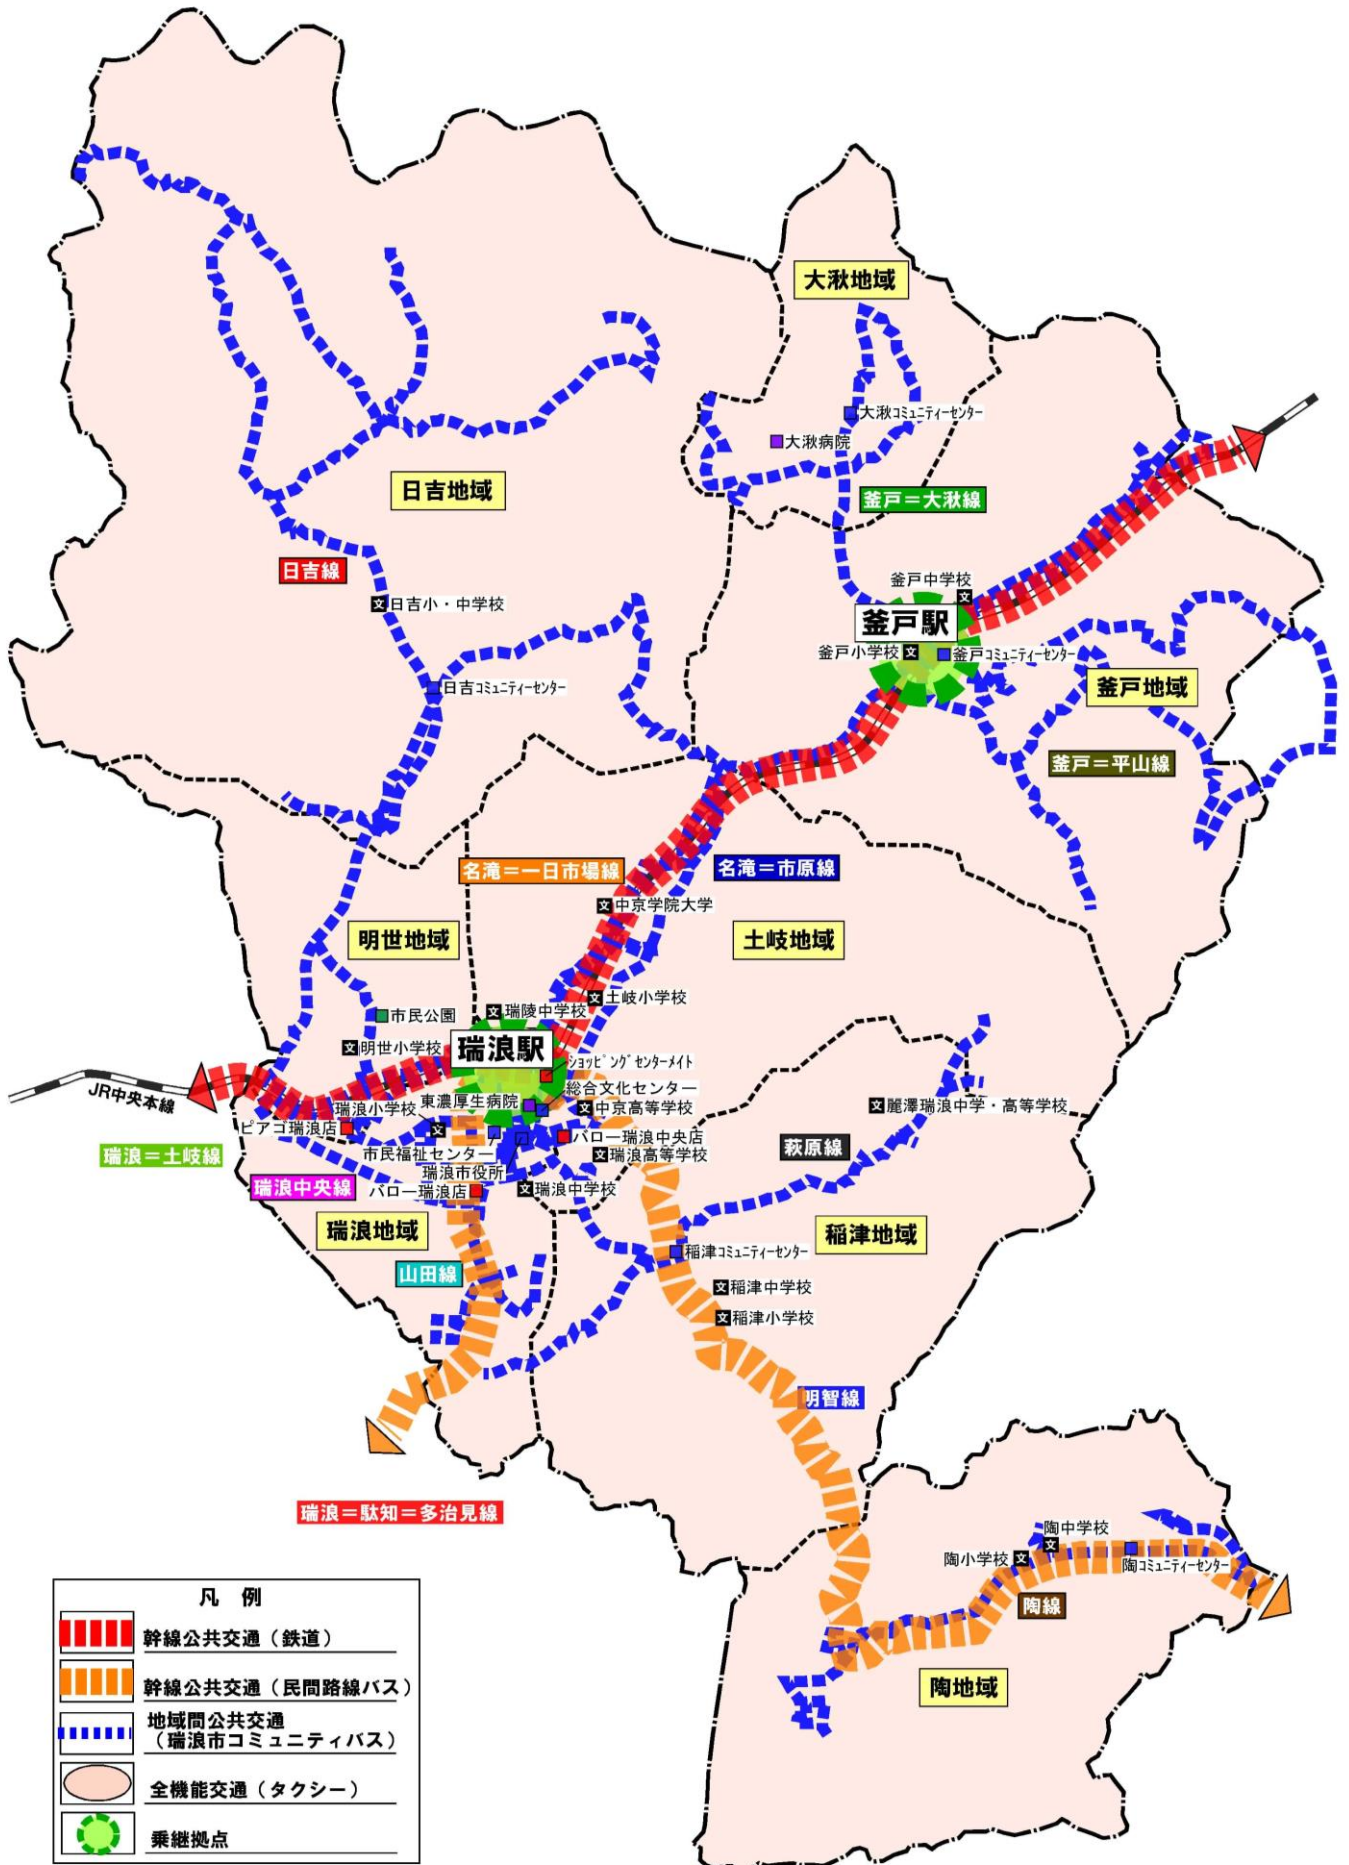 大湫地域
大湫コミュニティーセンター
大湫病院
日吉地域
釜戸＝大湫線
日吉線
釜戸中学校
文
文
日吉小・中学校
釜戸駅
釜戸小学校
文
釜戸コミュニティーセンター
日吉コミュニティーセンター
釜戸地域
釜戸＝平山線
名滝＝一日市場線
名滝＝市原線
文
中京学院大学
明世地域
土岐地域
文
土岐小学校
文
瑞陵中学校
市民公園
瑞浪駅
文
明世小学校
ショッピングセンターメイト
JR中央本線
総合文化センター
東濃厚生病院
瑞浪小学校
文
文
中京高等学校
文
麗澤瑞浪中学・高等学校
ピアゴ瑞浪店
バロー瑞浪中央店
萩原線
瑞浪＝土岐線
市民福祉センター
文
瑞浪高等学校
瑞浪市役所
瑞浪中央線
バロー瑞浪店
文
瑞浪中学校
瑞浪地域
稲津地域
稲津コミュニティーセンター
山田線
文
稲津中学校
文
稲津小学校
明智線
瑞浪＝駄知＝多治見線
陶中学校
文
陶小学校
文
陶コミュニティーセンター
陶線
陶地域
凡 例
幹線公共交通（鉄道）
幹線公共交通（民間路線バス）
地域間公共交通
（瑞浪市コミュニティバス）
全機能交通（タクシー）
乗継拠点